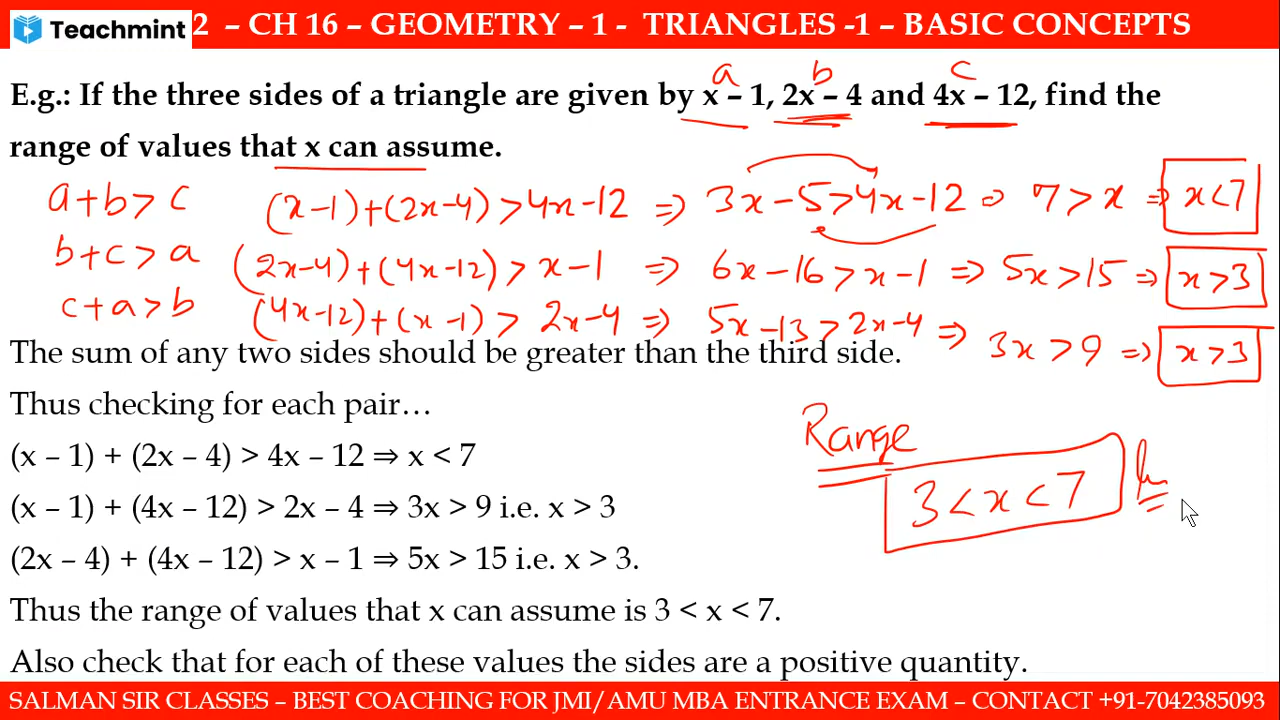 Teachmint
2 – CH 16 – GEOMETRY – 1 - TRIANGLES -1 – BASIC CONCEPTS
a b c
E.g.: If the three sides of a triangle are given by x – 1, 2x – 4 and 4x – 12, find the
range of values that x can assume.
a+b > c (x-1)+(2x-4) > 4x-12 ⇒ 3x-5 > 4x-12 ⇒ 7 > x ⇒ x<7
b+c > a (2x-4)+(4x-12) > x-1 ⇒ 6x-16 > x-1 ⇒ 5x > 15 ⇒ x>3
c+a > b (4x-12)+(x-1) > 2x-4 ⇒ 5x-13 > 2x-4 ⇒ 3x > 9 ⇒ x>3
The sum of any two sides should be greater than the third side.
Thus checking for each pair…
(x – 1) + (2x – 4) > 4x – 12 ⇒ x < 7
(x – 1) + (4x – 12) > 2x – 4 ⇒ 3x > 9 i.e. x > 3
(2x – 4) + (4x – 12) > x – 1 ⇒ 5x > 15 i.e. x > 3.
Range
3 < x < 7
Thus the range of values that x can assume is 3 < x < 7.
Also check that for each of these values the sides are a positive quantity.
SALMAN SIR CLASSES – BEST COACHING FOR JMI/AMU MBA ENTRANCE EXAM – CONTACT +91-7042385093